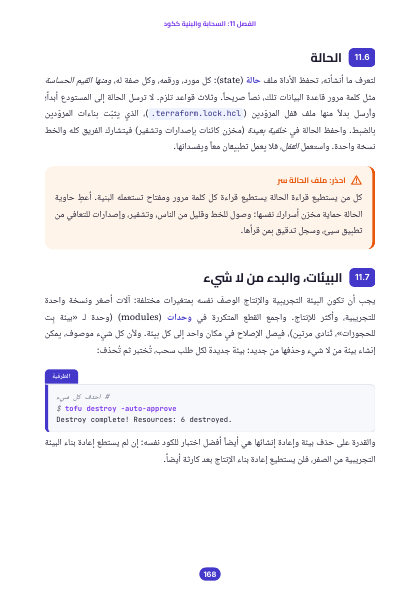 الفصل 11: السحابة والبنية ككود
11.6 الحالة
لتعرف ما أنشأته، تحفظ الأداة ملف حالة (state): كل مورد، ورقمه، وكل صفة له، ومنها القيم الحساسة
مثل كلمة مرور قاعدة البيانات تلك، نصاً صريحاً. وثلاث قواعد تلزم. لا ترسل الحالة إلى المستودع أبداً؛
وأرسل بدلاً منها ملف قفل المزوّدين (.terraform.lock.hcl)، الذي يثبّت بناءات المزوّدين
بالضبط. واحفظ الحالة في خلفية بعيدة (مخزن كائنات بإصدارات وتشفير) فيتشارك الفريق كله والخط
نسخة واحدة. واستعمل القفل، فلا يعمل تطبيقان معاً ويفسدانها.
احذر: ملف الحالة سر
كل من يستطيع قراءة الحالة يستطيع قراءة كل كلمة مرور ومفتاح تستعمله البنية. أعطِ حاوية
الحالة حماية مخزن أسرارك نفسها: وصول للخط وقليل من الناس، وتشفير، وإصدارات للتعافي من
تطبيق سيئ، وسجل تدقيق بمن قرأها.
11.7 البيئات، والبدء من لا شيء
يجب أن تكون البيئة التجريبية والإنتاج الوصف نفسه بمتغيرات مختلفة: آلات أصغر ونسخة واحدة
للتجريبية، وأكثر للإنتاج. واجمع القطع المتكررة في وحدات (modules) (وحدة لـ «بيئة بِت
للحجوزات»، تُنادى مرتين)، فيصل الإصلاح في مكان واحد إلى كل بيئة. ولأن كل شيء موصوف، يمكن
إنشاء بيئة من لا شيء وحذفها من جديد: بيئة جديدة لكل طلب سحب، تُختبر ثم تُحذف:
الطرفية
# احذف كل شيء
$ tofu destroy -auto-approve
Destroy complete! Resources: 6 destroyed.
والقدرة على حذف بيئة وإعادة إنشائها هي أيضاً أفضل اختبار للكود نفسه: إن لم يستطع إعادة بناء البيئة
التجريبية من الصفر، فلن يستطيع إعادة بناء الإنتاج بعد كارثة أيضاً.
168